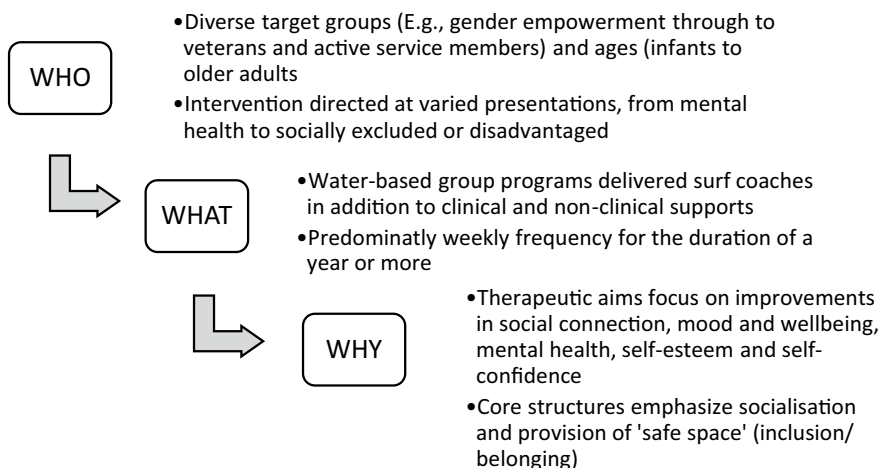 WHO
•Diverse target groups (E.g., gender empowerment through to
veterans and active service members) and ages (infants to
older adults
•Intervention directed at varied presentations, from mental
health to socially excluded or disadvantaged
WHAT
•Water-based group programs delivered surf coaches
in addition to clinical and non-clinical supports
•Predominatly weekly frequency for the duration of a
year or more
WHY
•Therapeutic aims focus on improvements
in social connection, mood and wellbeing,
mental health, self-esteem and self-
confidence
•Core structures emphasize socialisation
and provision of 'safe space' (inclusion/
belonging)